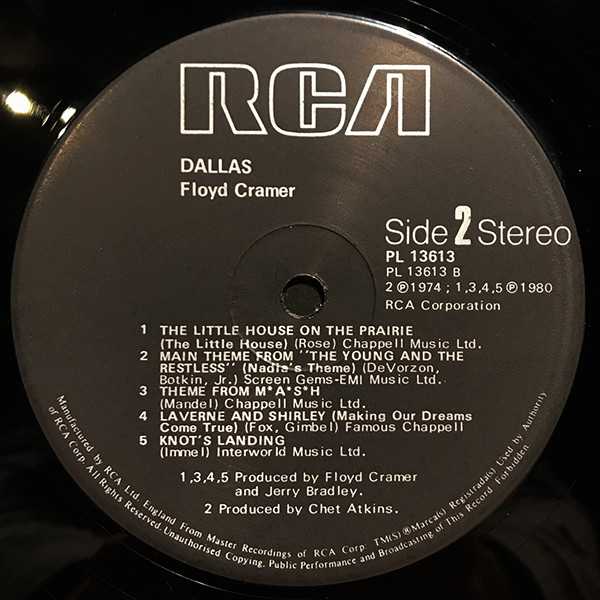 RCA
DALLAS
Floyd Cramer
Side 2 Stereo
PL 13613
PL 13613 B
2 ℗1974 ; 1,3,4,5 ℗1980
RCA Corporation
1 THE LITTLE HOUSE ON THE PRAIRIE
(The Little House) (Rose) Chappell Music Ltd.
2 MAIN THEME FROM "THE YOUNG AND THE
RESTLESS" (Nadia's Theme) (DeVorzon,
Botkin, Jr.) Screen Gems-EMI Music Ltd.
3 THEME FROM M*A*S*H
(Mandel) Chappell Music Ltd.
4 LAVERNE AND SHIRLEY (Making Our Dreams
Come True) (Fox, Gimbel) Famous Chappell
5 KNOT'S LANDING
(Immel) Interworld Music Ltd.
1,3,4,5 Produced by Floyd Cramer
and Jerry Bradley.
2 Produced by Chet Atkins.
Manufactured by RCA Ltd. England From Master Recordings of RCA Corp. TM(S)®Marca(s) Registrada(s) Used by Authority
of RCA Corp. All Rights Reserved. Unauthorised Copying, Public Performance and Broadcasting of This Record Forbidden.